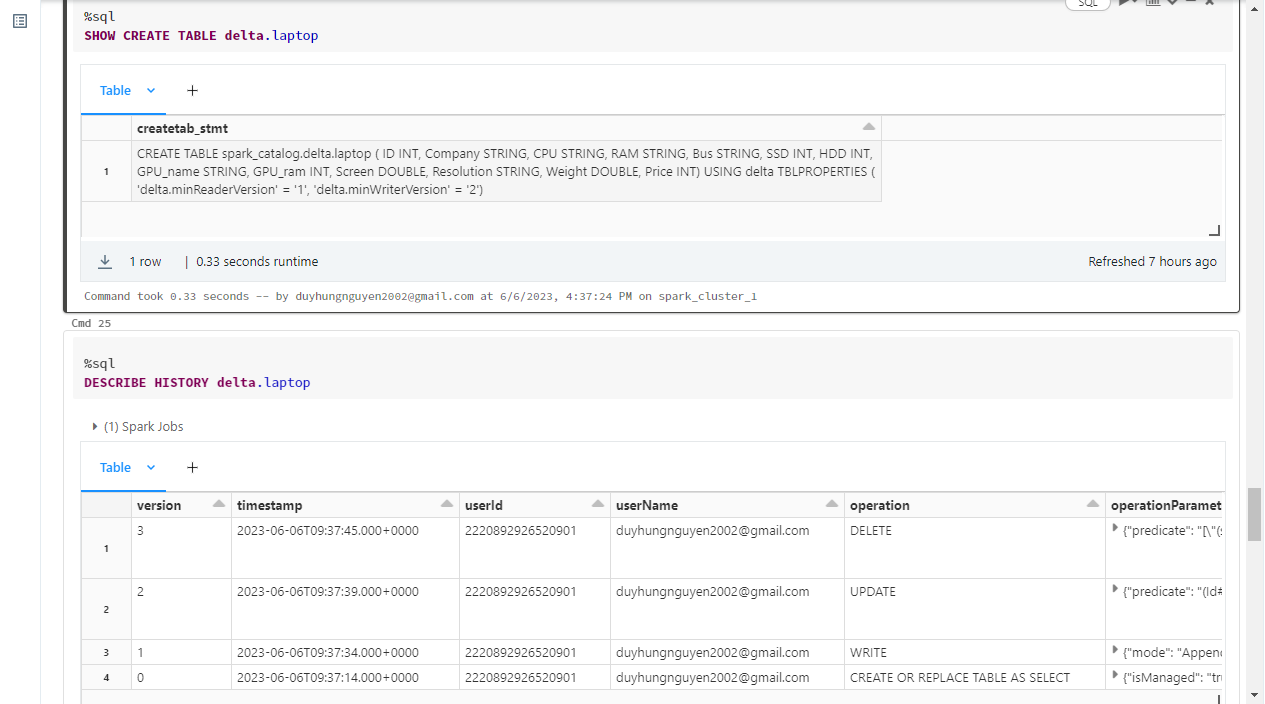 SQL
%sql
SHOW CREATE TABLE delta.laptop
Table
+
createtab_stmt
1
CREATE TABLE spark_catalog.delta.laptop ( ID INT, Company STRING, CPU STRING, RAM STRING, Bus STRING, SSD INT, HDD INT,
GPU_name STRING, GPU_ram INT, Screen DOUBLE, Resolution STRING, Weight DOUBLE, Price INT) USING delta TBLPROPERTIES (
'delta.minReaderVersion' = '1', 'delta.minWriterVersion' = '2')
1 row | 0.33 seconds runtime Refreshed 7 hours ago
Command took 0.33 seconds -- by duyhungnguyen2002@gmail.com at 6/6/2023, 4:37:24 PM on spark_cluster_1
Cmd 25
%sql
DESCRIBE HISTORY delta.laptop
(1) Spark Jobs
Table
+
version timestamp userId userName operation operationParamet
1 3 2023-06-06T09:37:45.000+0000 2220892926520901 duyhungnguyen2002@gmail.com DELETE {"predicate": "[\"(s
2 2 2023-06-06T09:37:39.000+0000 2220892926520901 duyhungnguyen2002@gmail.com UPDATE {"predicate": "(Id#
3 1 2023-06-06T09:37:34.000+0000 2220892926520901 duyhungnguyen2002@gmail.com WRITE {"mode": "Appenc
4 0 2023-06-06T09:37:14.000+0000 2220892926520901 duyhungnguyen2002@gmail.com CREATE OR REPLACE TABLE AS SELECT {"isManaged": "tr